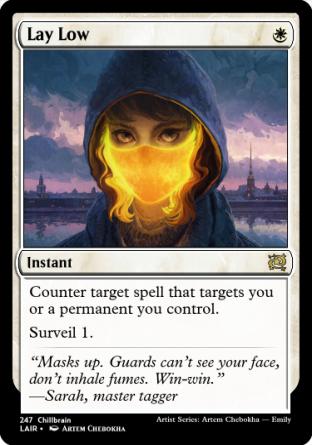 Lay Low
Instant
Counter target spell that targets you
or a permanent you control.
Surveil 1.
“Masks up. Guards can’t see your face,
don’t inhale fumes. Win-win.”
—Sarah, master tagger
247 Chillbrain
Artist Series: Artem Chebokha — Emily
LAIR • Artem Chebokha